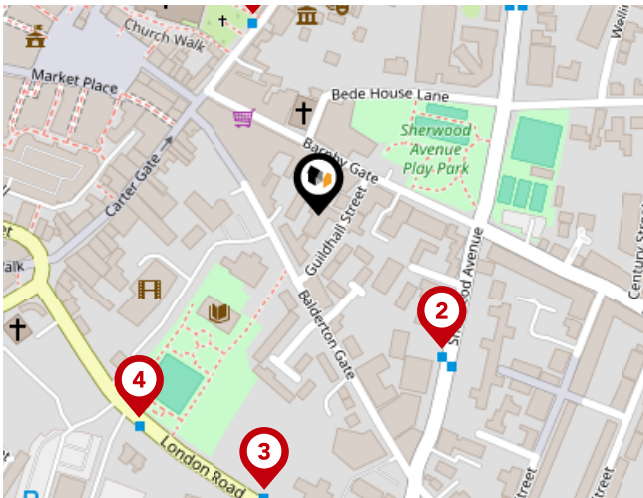 Church Walk
Market Place
Bede House Lane
Sherwood
Avenue
Play Park
Barnby Gate
Carter Gate →
Guildhall Street
Balderton Gate
Sherwood Avenue
Century Street
2
4
3
London Road